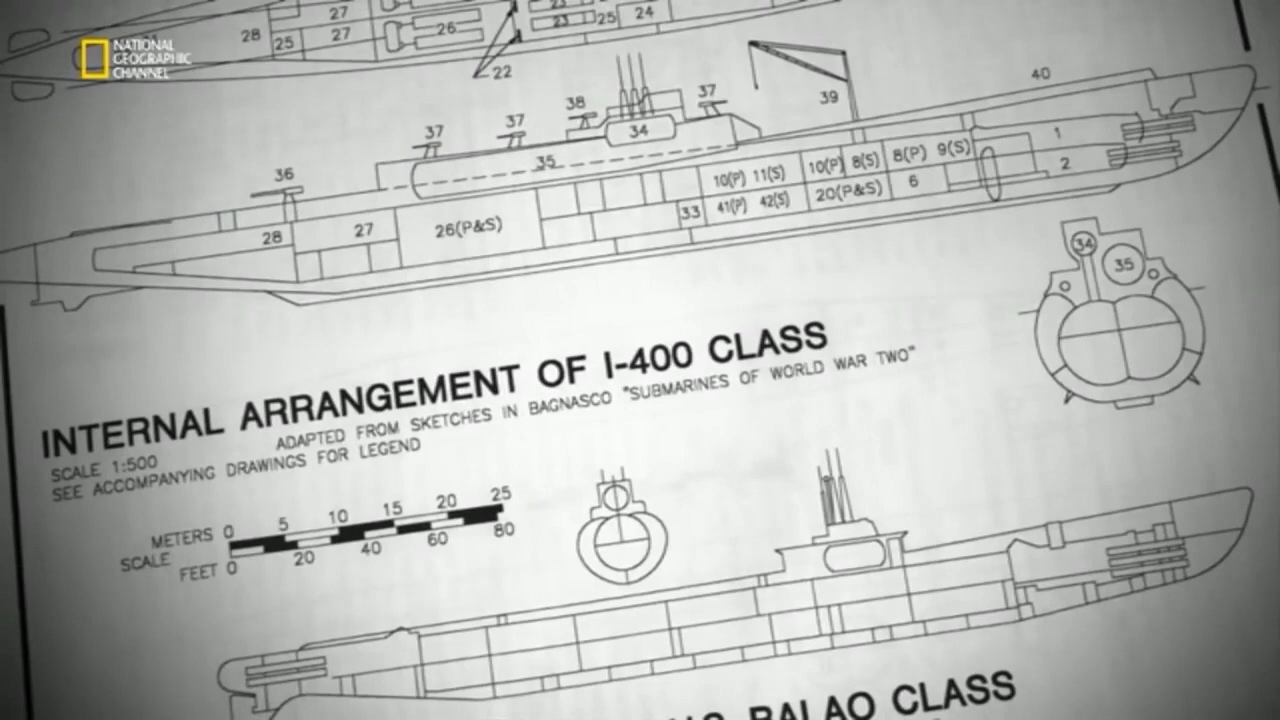 NATIONAL
GEOGRAPHIC
CHANNEL
28 25 27 27 26 23 23 25 24
22
36 37 37 38 37 39 40
34
35
28 27 26(P&S) 33
10(P) 11(S) 10(P) 8(S) 8(P) 9(S) 1
41(P) 42(S) 20(P&S) 6 2
34
35
INTERNAL ARRANGEMENT OF I-400 CLASS
ADAPTED FROM SKETCHES IN BAGNASCO "SUBMARINES OF WORLD WAR TWO"
SCALE 1:500
SEE ACCOMPANYING DRAWINGS FOR LEGEND
METERS 0 5 10 15 20 25
SCALE
FEET 0 20 40 60 80
BALAO CLASS